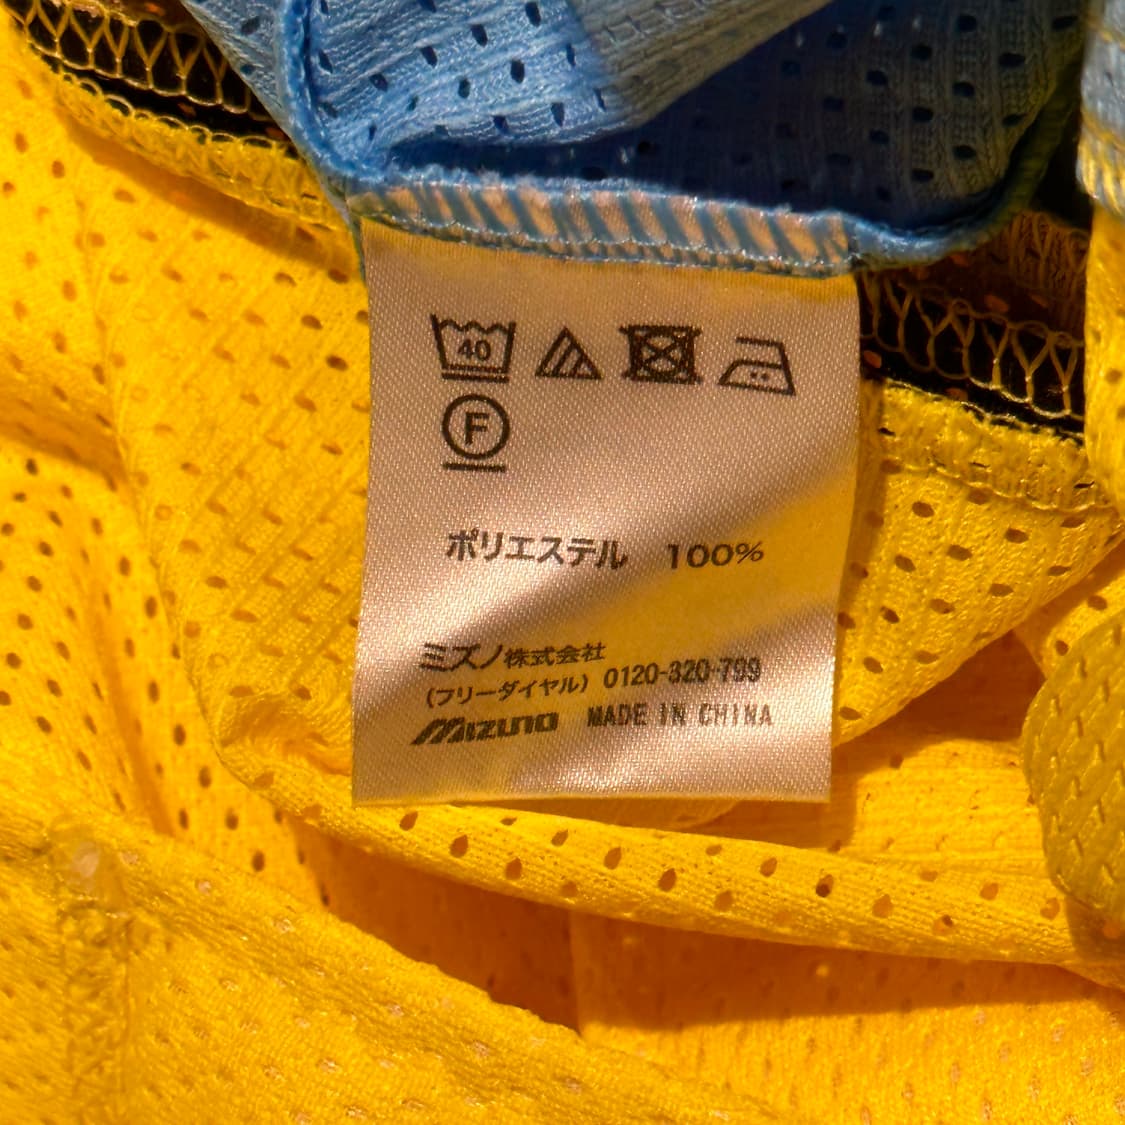 40
F
ポリエステル 100%
ミズノ株式会社
(フリーダイヤル) 0120-320-799
MIZUNO MADE IN CHINA